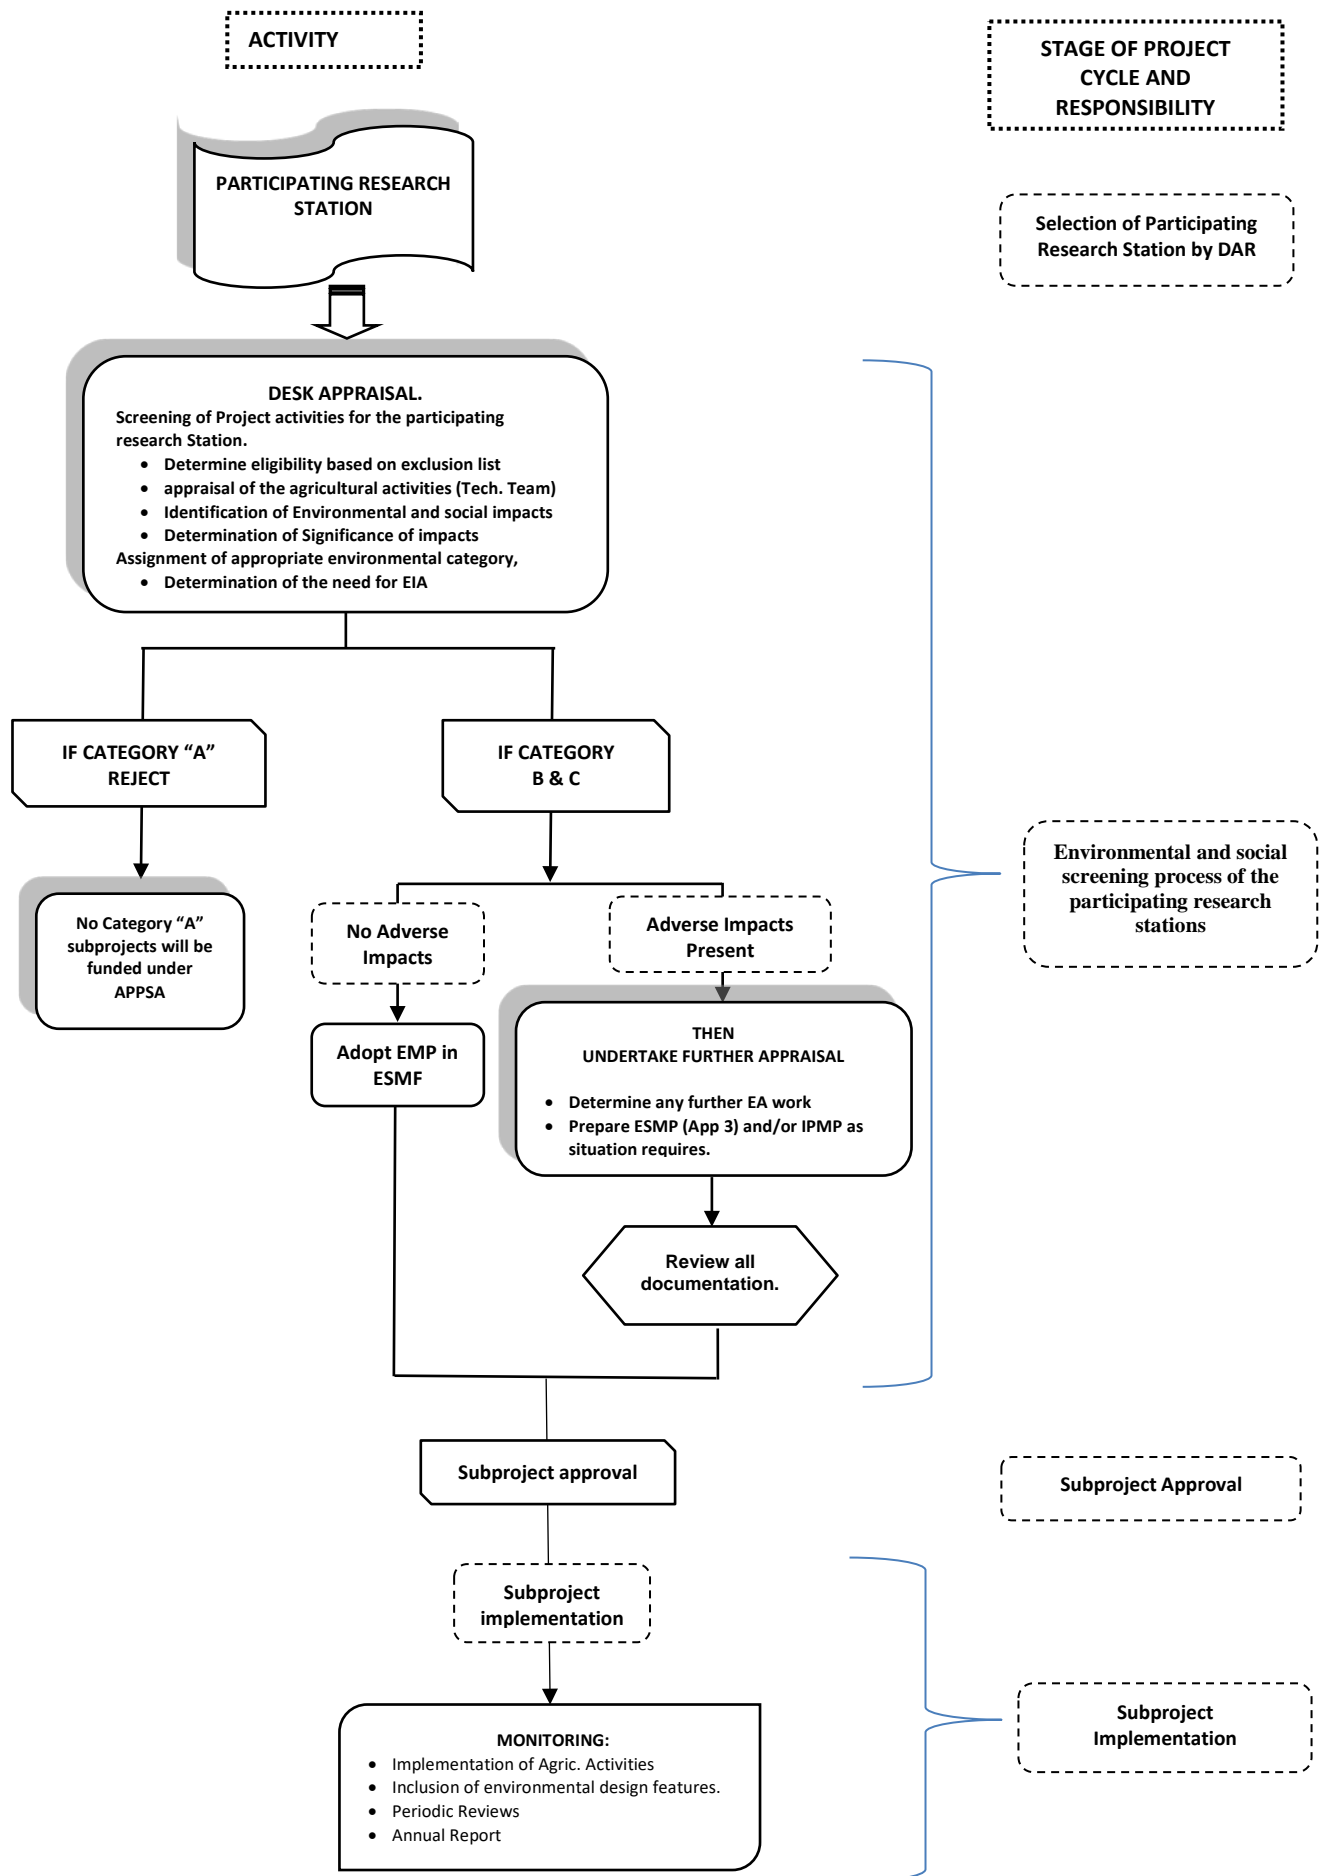 ACTIVITY
STAGE OF PROJECT
CYCLE AND
RESPONSIBILITY
PARTICIPATING RESEARCH
STATION
Selection of Participating
Research Station by DAR
DESK APPRAISAL.
Screening of Project activities for the participating
research Station.
• Determine eligibility based on exclusion list
• appraisal of the agricultural activities (Tech. Team)
• Identification of Environmental and social impacts
• Determination of Significance of impacts
Assignment of appropriate environmental category,
• Determination of the need for EIA
IF CATEGORY “A”
REJECT
IF CATEGORY
B & C
No Category “A”
subprojects will be
funded under
APPSA
No Adverse
Impacts
Adverse Impacts
Present
Environmental and social
screening process of the
participating research
stations
Adopt EMP in
ESMF
THEN
UNDERTAKE FURTHER APPRAISAL
• Determine any further EA work
• Prepare ESMP (App 3) and/or IPMP as
situation requires.
Review all
documentation.
Subproject approval
Subproject Approval
Subproject
implementation
MONITORING:
• Implementation of Agric. Activities
• Inclusion of environmental design features.
• Periodic Reviews
• Annual Report
Subproject
Implementation